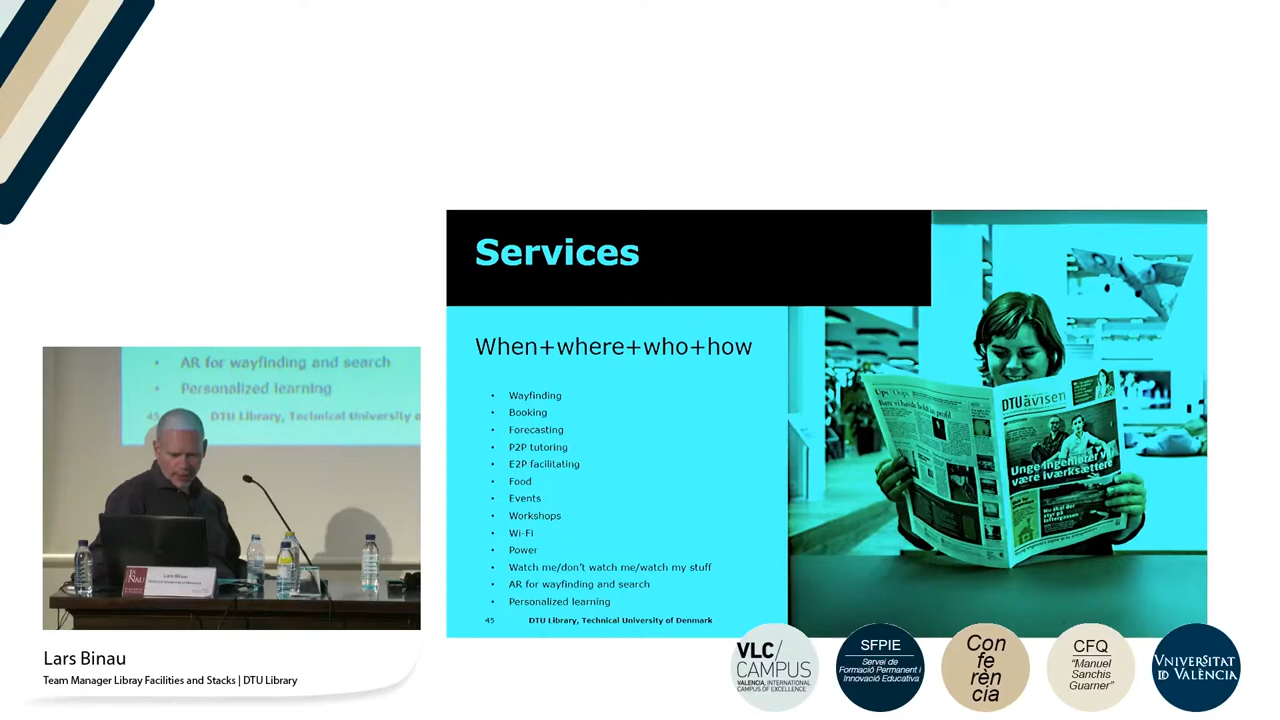 Services
When+where+who+how
• Wayfinding
• Booking
• Forecasting
• P2P tutoring
• E2P facilitating
• Food
• Events
• Workshops
• Wi-Fi
• Power
• Watch me/don't watch me/watch my stuff
• AR for wayfinding and search
• Personalized learning
45 DTU Library, Technical University of Denmark
DTUavisen
Unge ingeniører vil
være iværksættere
• AR for wayfinding and search
• Personalized learning
45 DTU Library, Technical University o
Lars Binau
Lars Binau
Team Manager Libray Facilities and Stacks | DTU Library
VLC/
CAMPUS
VALENCIA, INTERNATIONAL
CAMPUS OF EXCELLENCE
SFPIE
Servei de
Formació Permanent i
Innovació Educativa
Con
fe
rèn
cia
CFQ
"Manuel
Sanchis
Guarner"
VNIVERSITAT
ID VALÈNCIA